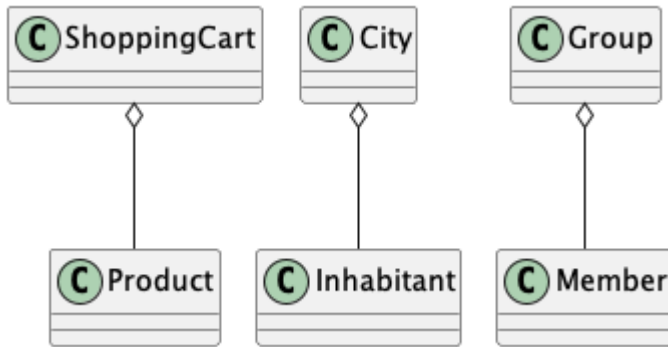 C ShoppingCart
C City
C Group
C Product
C Inhabitant
C Member